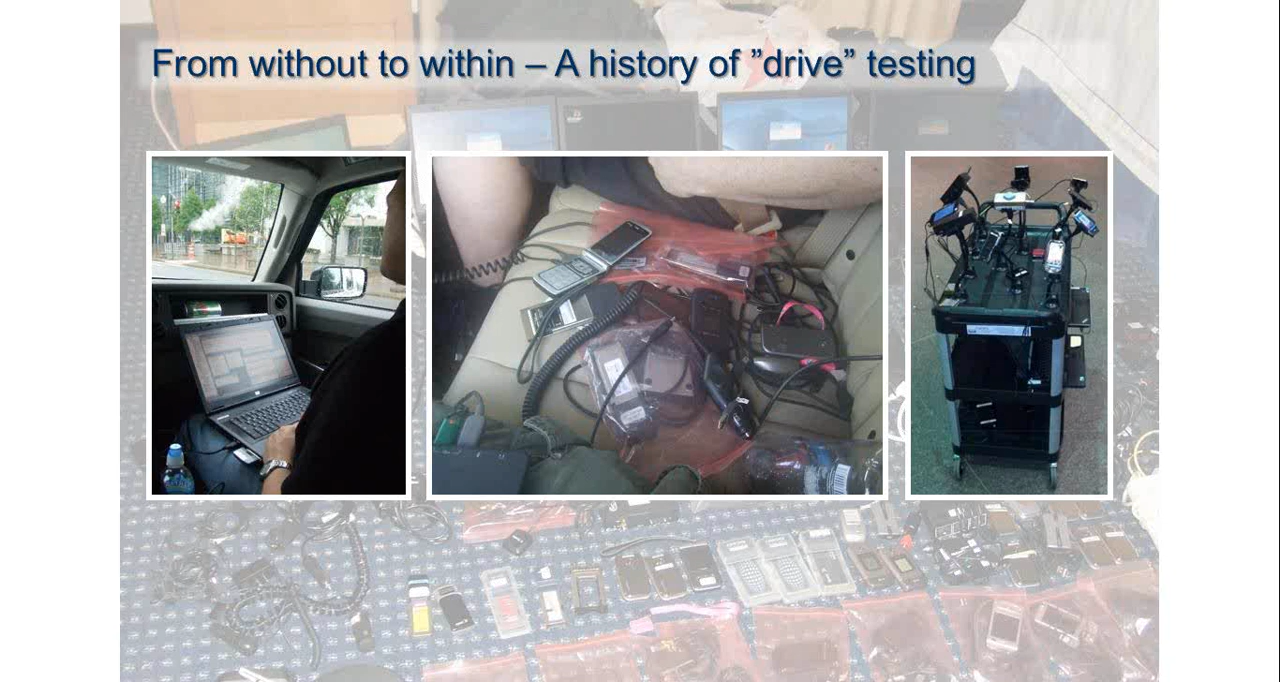 From without to within – A history of ”drive” testing